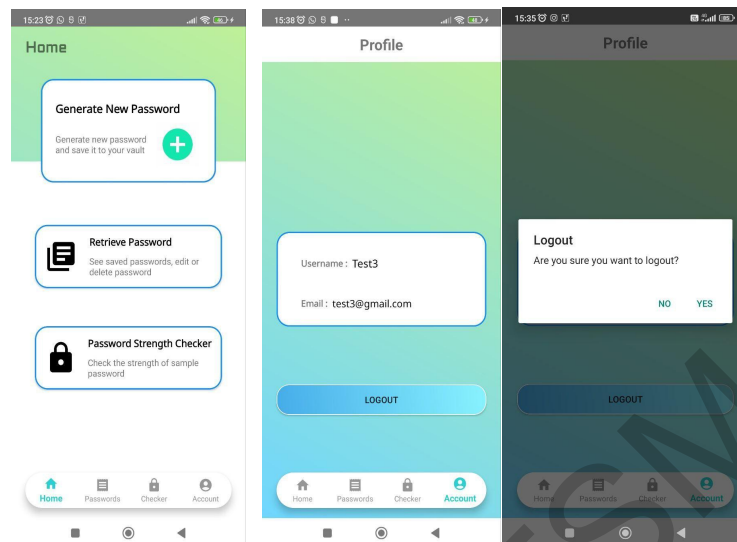 15:23
66
Home
Generate New Password
Generate new password
and save it to your vault
Retrieve Password
See saved passwords, edit or
delete password
Password Strength Checker
Check the strength of sample
password
Home
Passwords
Checker
Account
15:38
Profile
Username : Test3
Email : test3@gmail.com
LOGOUT
Home
Passwords
Checker
Account
15:35
Profile
Logout
Are you sure you want to logout?
NO
YES
LOGOUT
Home
Passwords
Checker
Account